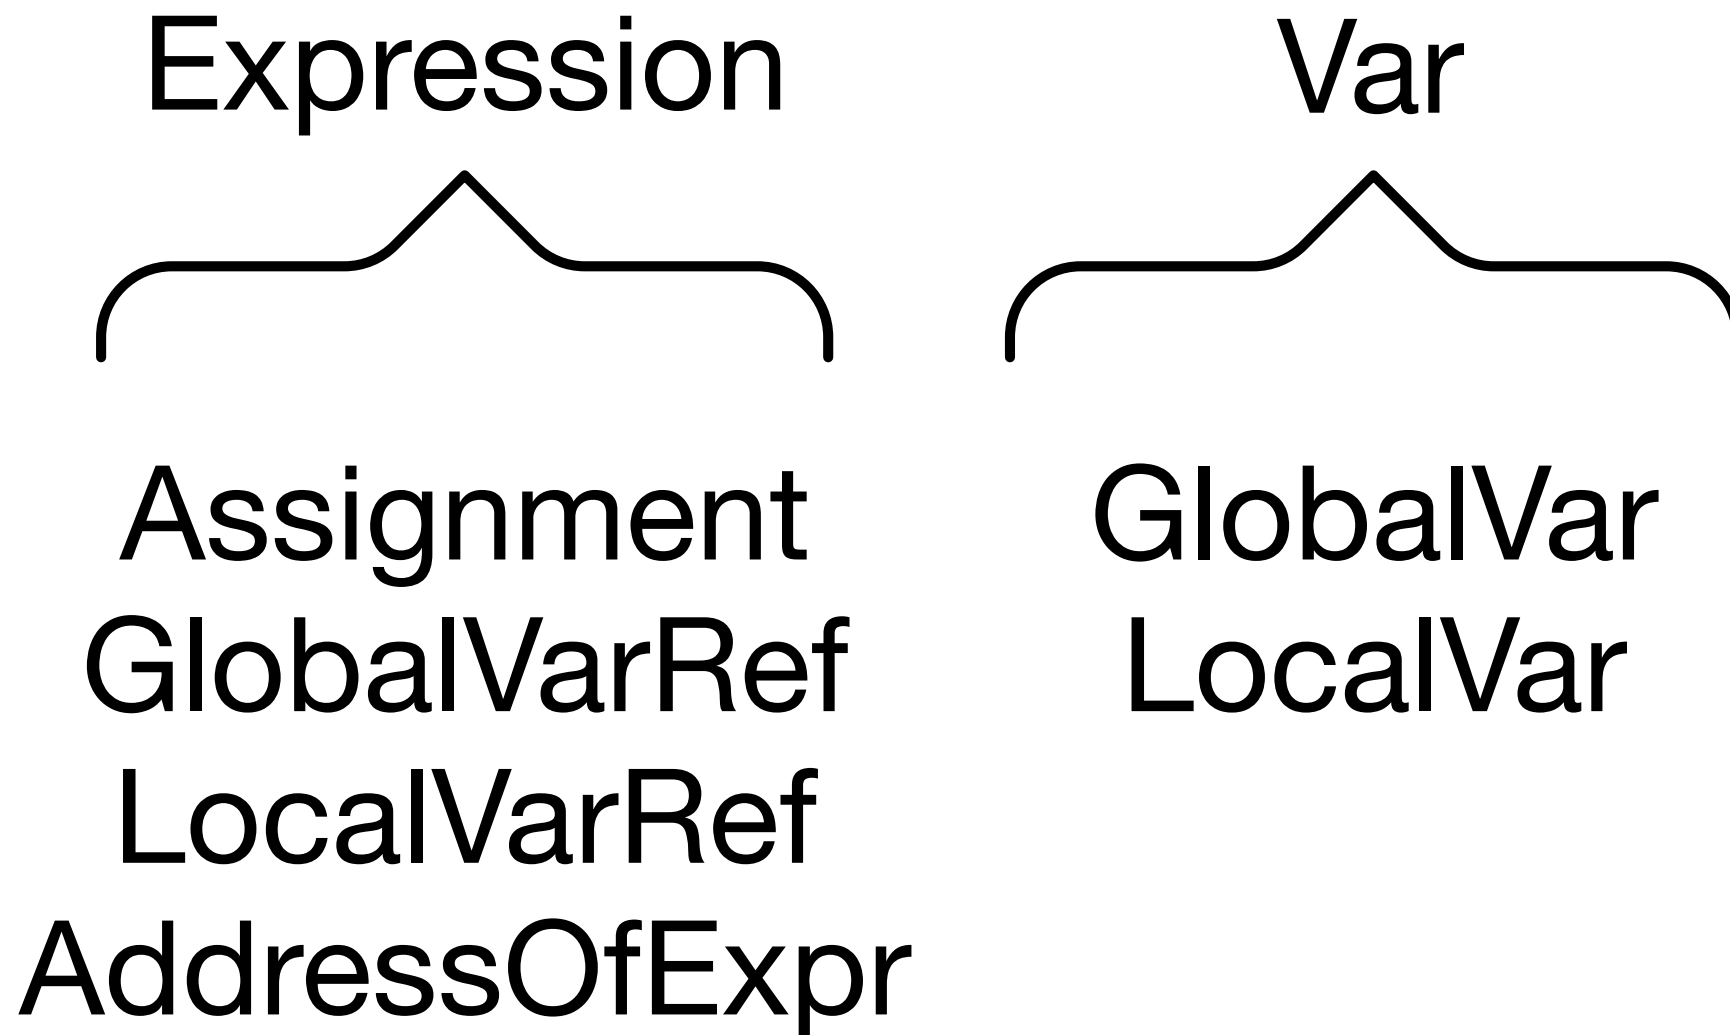 Expression
Var
Assignment
GlobalVarRef
LocalVarRef
AddressOfExpr
GlobalVar
LocalVar